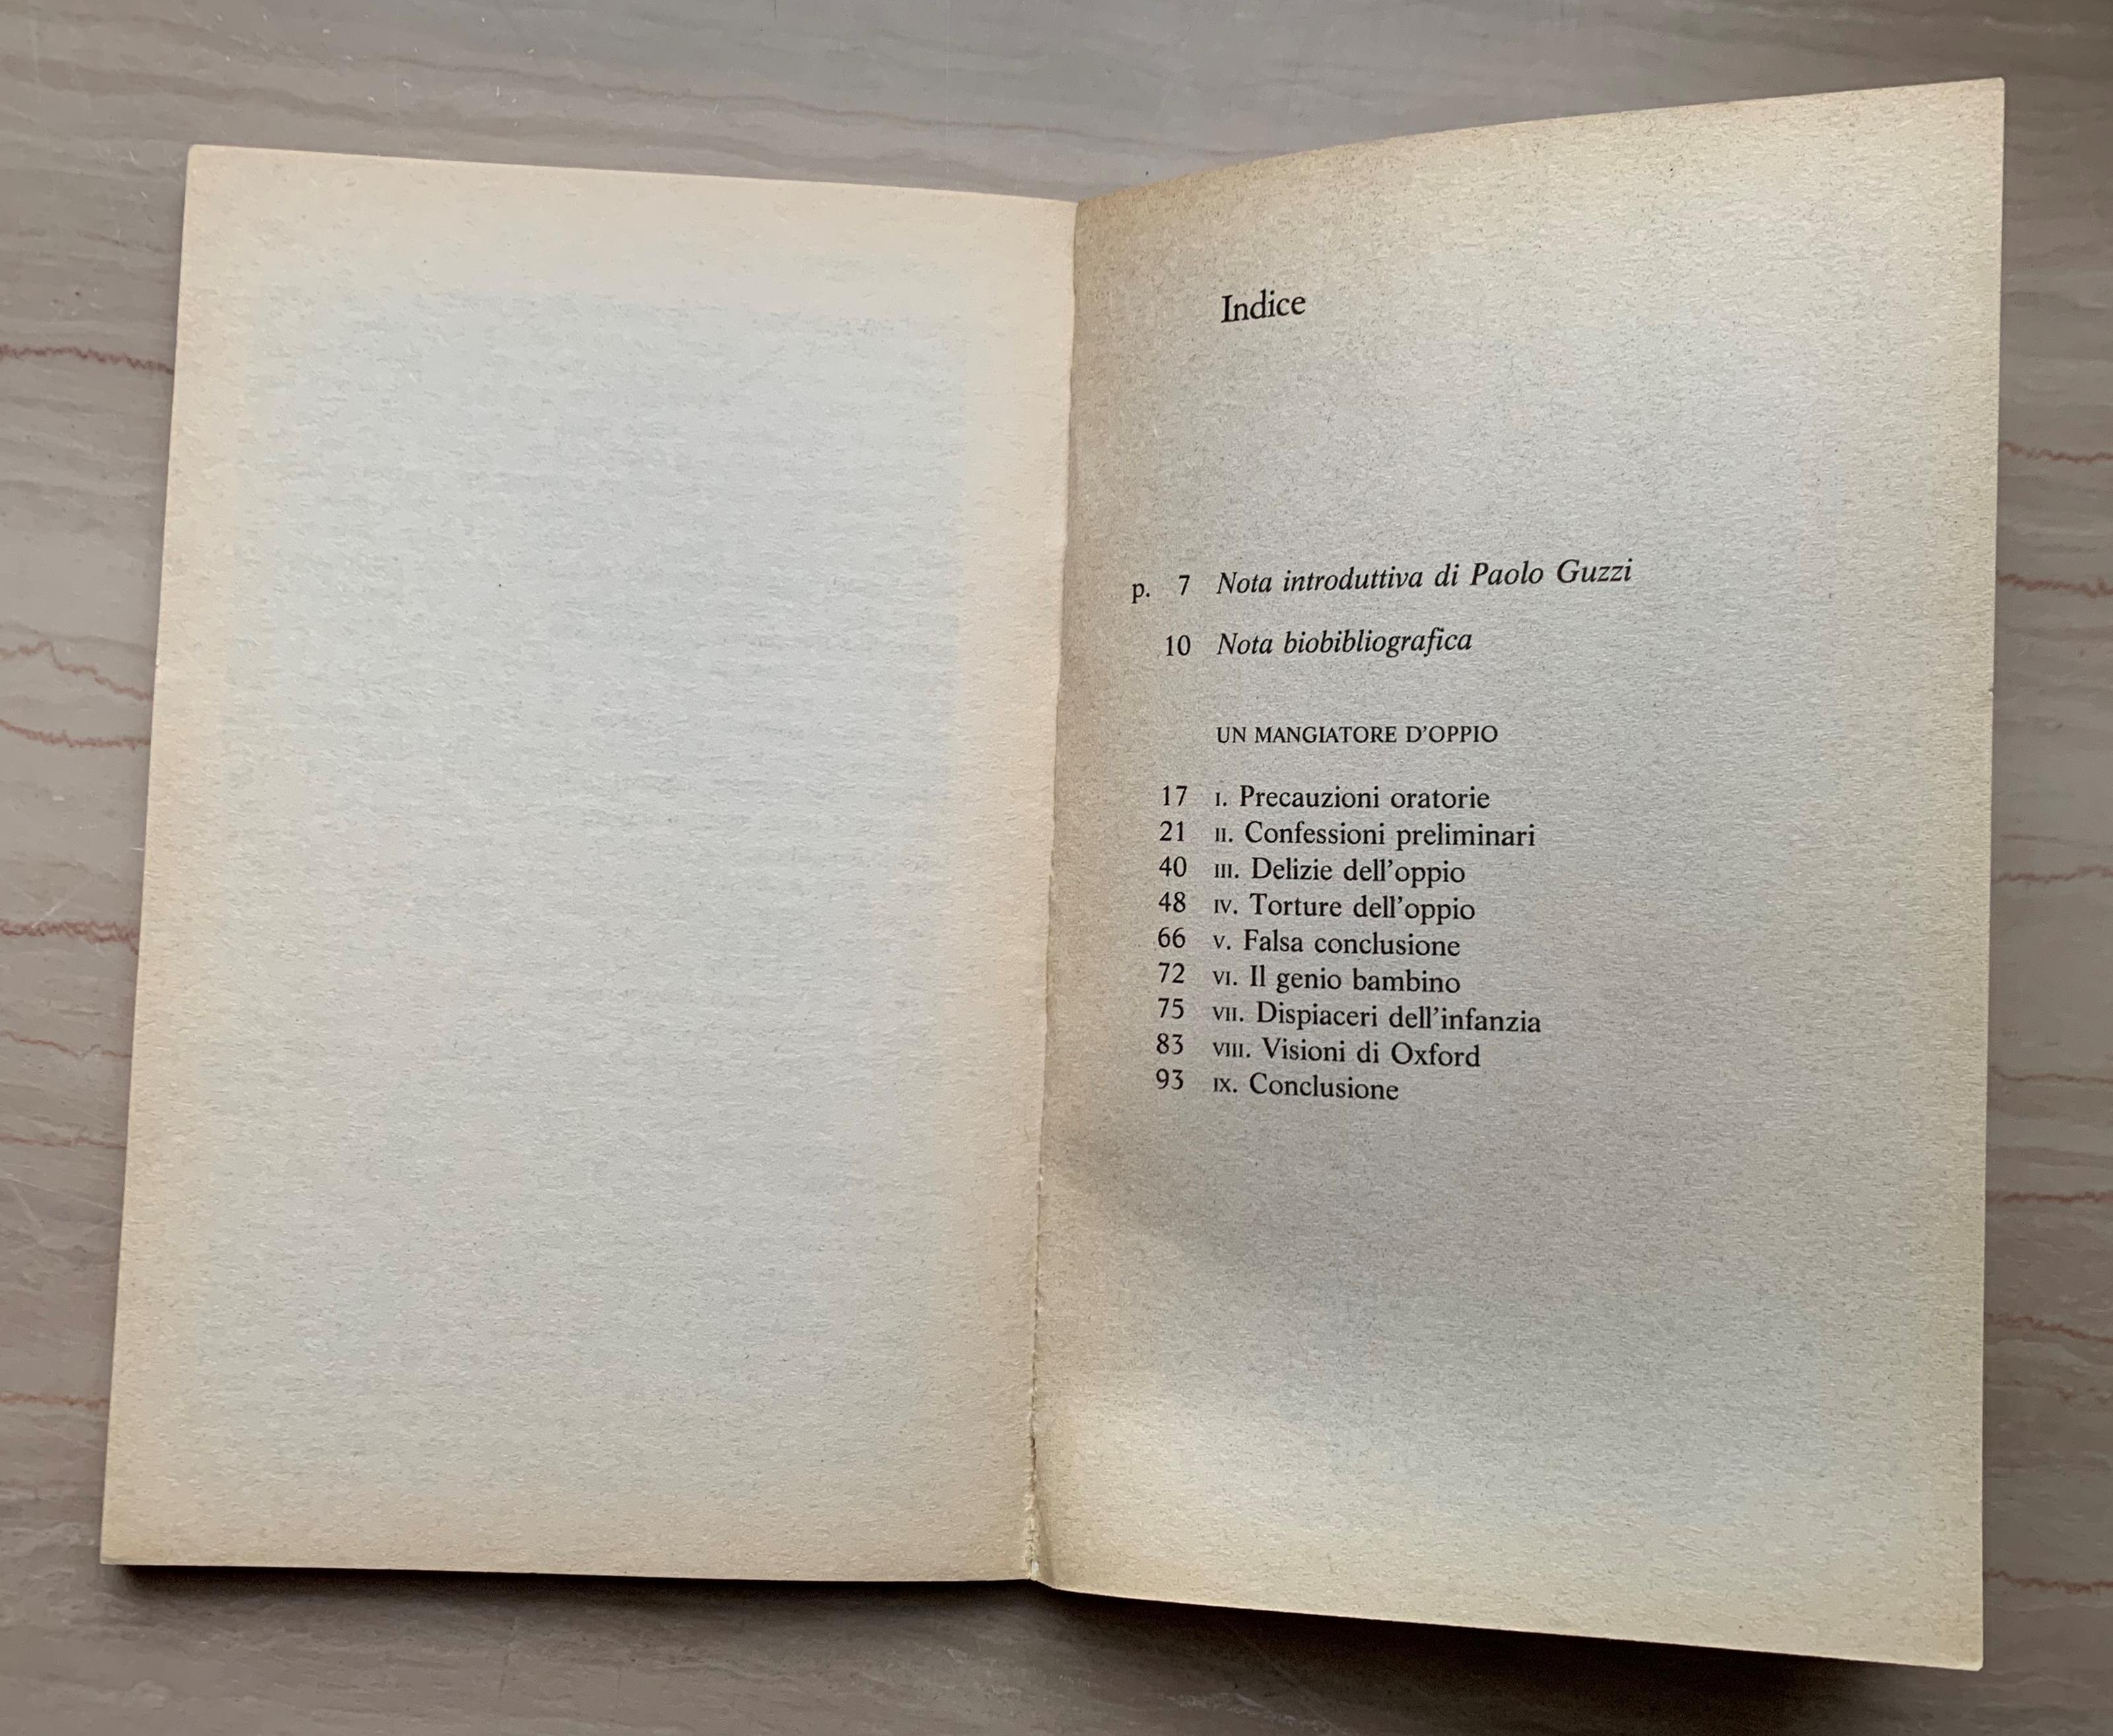 Indice
p. 7 Nota introduttiva di Paolo Guzzi
10 Nota biobibliografica
UN MANGIATORE D'OPPIO
17 I. Precauzioni oratorie
21 II. Confessioni preliminari
40 III. Delizie dell'oppio
48 IV. Torture dell'oppio
66 V. Falsa conclusione
72 VI. Il genio bambino
75 VII. Dispiaceri dell'infanzia
83 VIII. Visioni di Oxford
93 IX. Conclusione